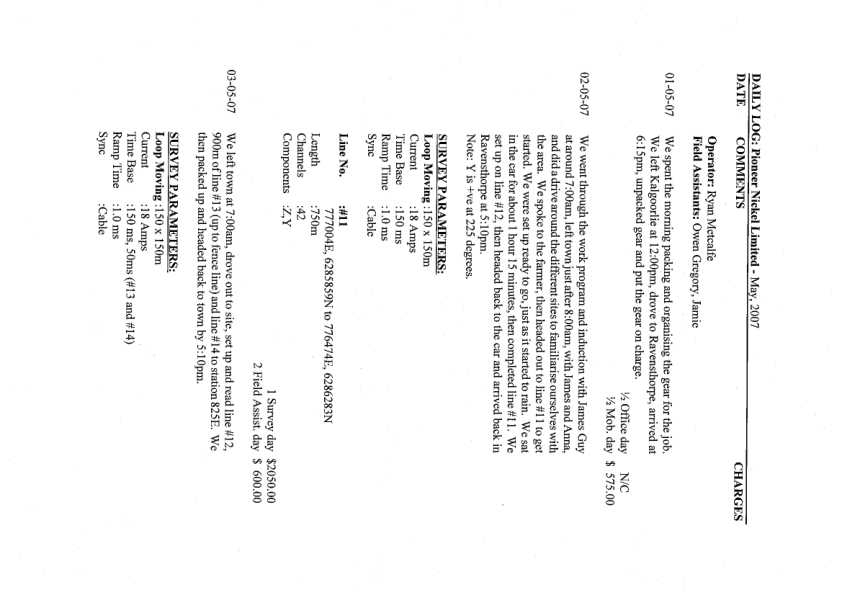 DAILY LOG: Pioneer Nickel Limited - May, 2007
DATE COMMENTS CHARGES
Operator: Ryan Metcalfe
Field Assistants: Owen Gregory, Jamie
01-05-07 We spent the morning packing and organising the gear for the job.
We left Kalgoorlie at 12:00pm, drove to Ravensthorpe, arrived at
6:15pm, unpacked gear and put the gear on charge.
½ Office day N/C
½ Mob. day $ 575.00
02-05-07 We went through the work program and induction with James Guy
at around 7:00am, left town just after 8:00am, with James and Anna,
and did a drive around the different sites to familiarise ourselves with
the area. We spoke to the farmer, then headed out to line #11 to get
started. We were set up ready to go, just as it started to rain. We sat
in the car for about 1 hour 15 minutes, then completed line #11. We
set up on line #12, then headed back to the car and arrived back in
Ravensthorpe at 5:10pm.
Note: Y is +ve at 225 degrees.
SURVEY PARAMETERS:
Loop Moving :150 x 150m
Current :18 Amps
Time Base :150 ms
Ramp Time :1.0 ms
Sync :Cable
Line No. :#11
777004E, 6285859N to 776474E, 6286283N
Length :750m
Channels :42
Components :Z,Y
1 Survey day $2050.00
2 Field Assist. day $ 600.00
03-05-07 We left town at 7:00am, drove out to site, set up and read line #12,
900m of line #13 (up to fence line) and line #14 to station 825E. We
then packed up and headed back to town by 5:10pm.
SURVEY PARAMETERS:
Loop Moving :150 x 150m
Current :18 Amps
Time Base :150 ms, 50ms (#13 and #14)
Ramp Time :1.0 ms
Sync :Cable